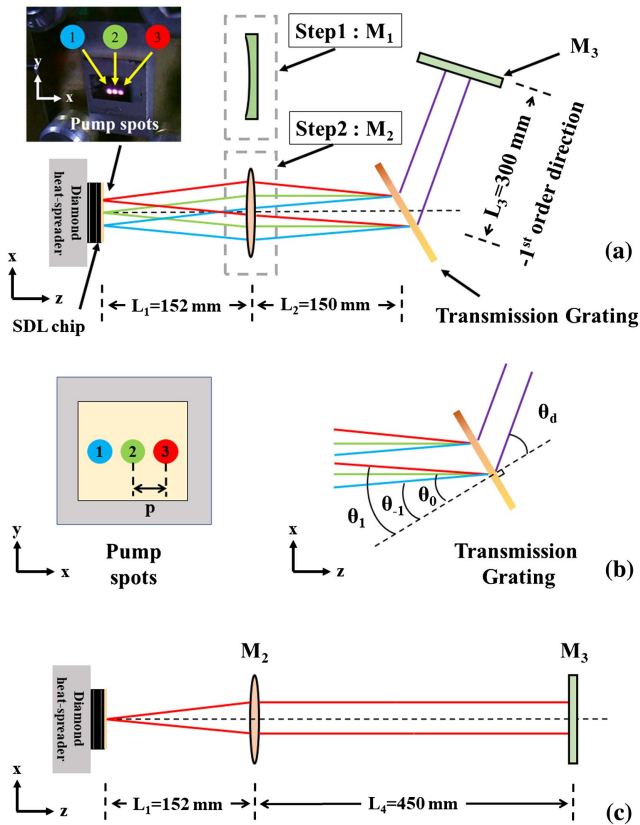 1 2 3
y
x
Pump spots
Step1 : M₁
Step2 : M₂
M₃
L₃=300 mm
-1ˢᵗ order direction
Diamond
heat-spreader
(a)
x
z
L₁=152 mm
L₂=150 mm
SDL chip
Transmission Grating
1 2 3
p
y
x
Pump
spots
θ_d
θ₀
θ₋₁
θ₁
x
z
Transmission
Grating
(b)
M₂
M₃
Diamond
heat-spreader
x
z
L₁=152 mm
L₄=450 mm
(c)